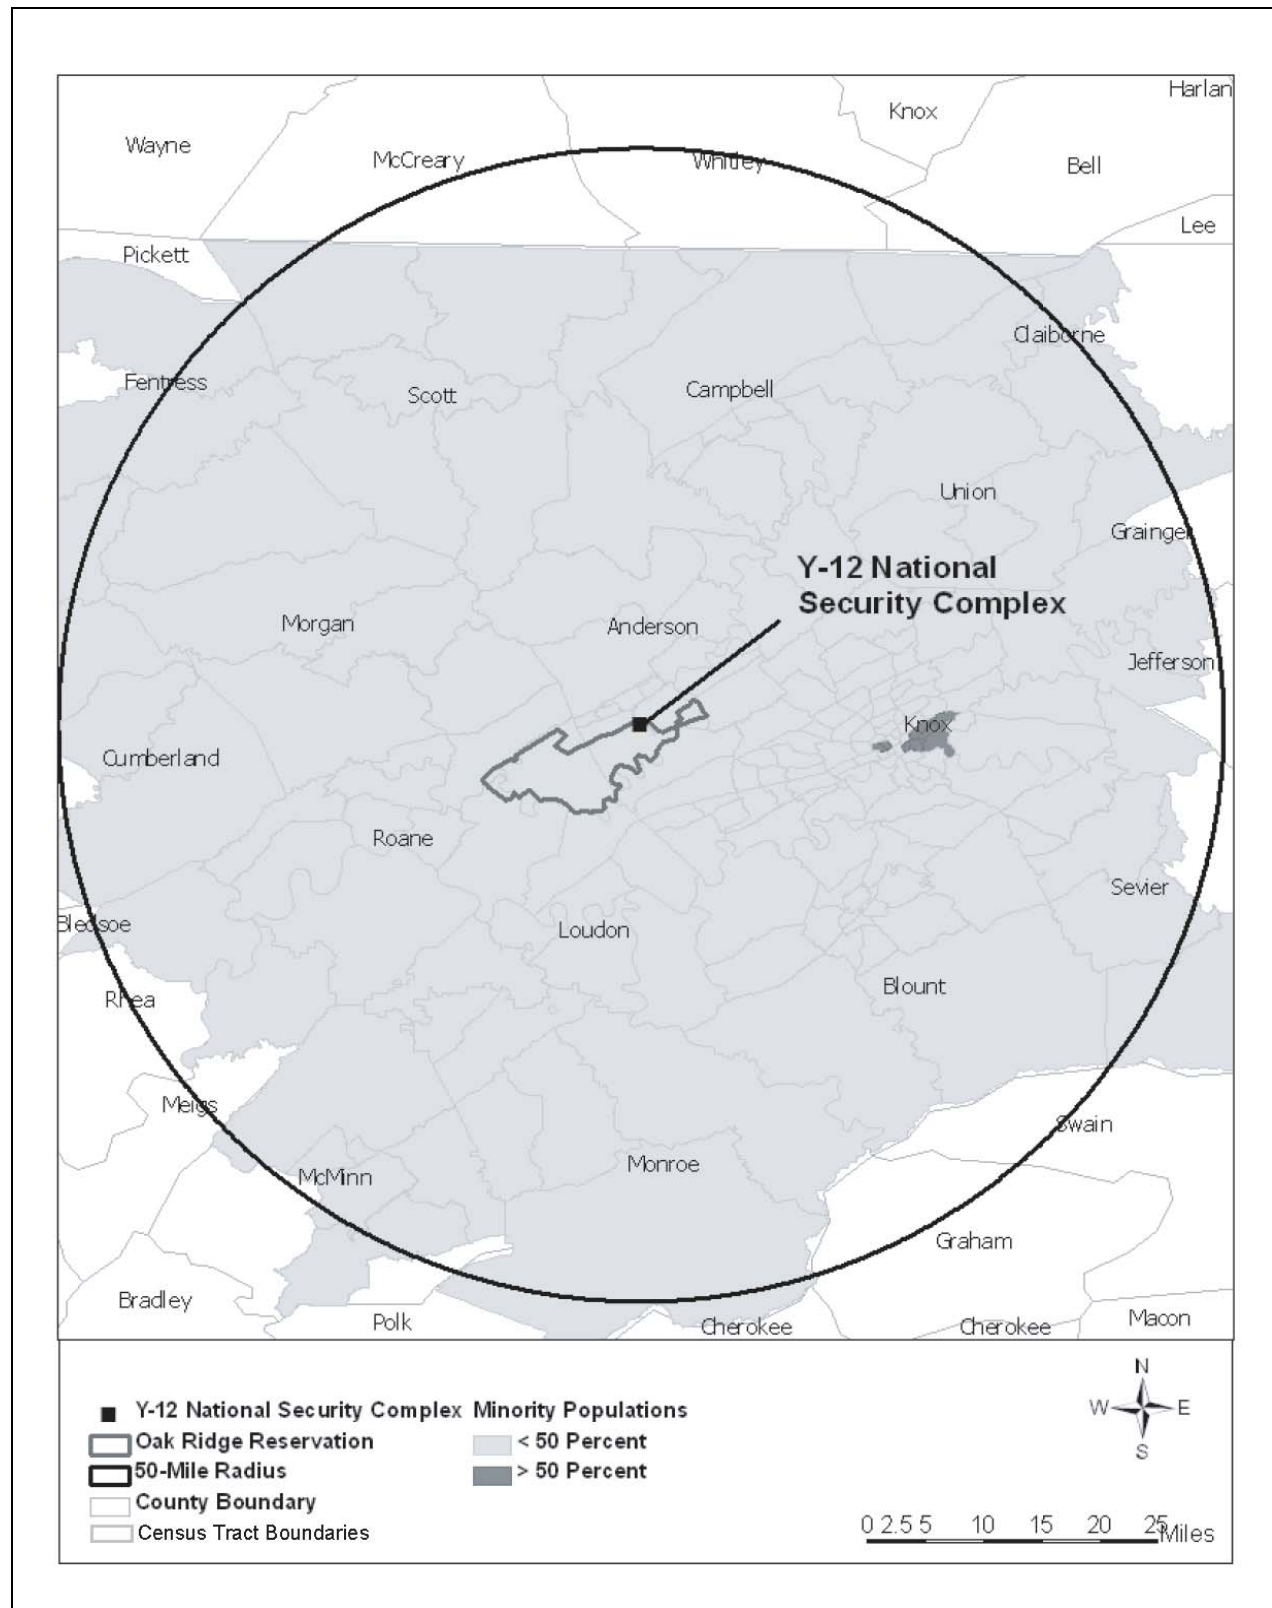 Harlan
Knox
Wayne
McCreary
Whitley
Bell
Lee
Pickett
Claiborne
Fentress
Scott
Campbell
Union
Grainger
Y-12 National
Security Complex
Morgan
Anderson
Jefferson
Knox
Cumberland
Roane
Sevier
Bledsoe
Loudon
Blount
Rhea
Meigs
Swain
McMinn
Monroe
Graham
Bradley
Polk
Cherokee
Cherokee
Macon
Y-12 National Security Complex
Oak Ridge Reservation
50-Mile Radius
County Boundary
Census Tract Boundaries
Minority Populations
< 50 Percent
> 50 Percent
N
W E
S
0 2.5 5 10 15 20 25 Miles